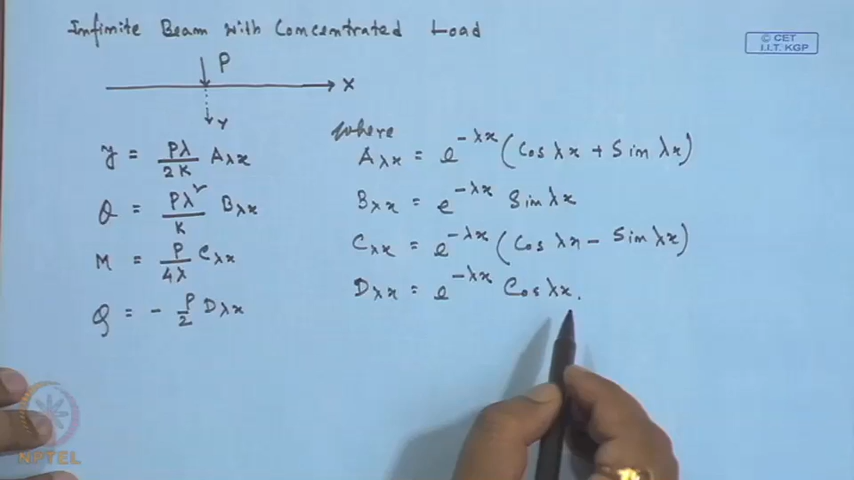 Infinite Beam with Concentrated Load
© CET
I.I.T. KGP
P
X
Y
where
y = Pλ/2K Aλx
Aλx = e^-λx (Cos λx + Sin λx)
θ = Pλ²/K Bλx
Bλx = e^-λx Sin λx
M = P/4λ Cλx
Cλx = e^-λx (Cos λx - Sin λx)
Q = - P/2 Dλx
Dλx = e^-λx Cos λx.
NPTEL